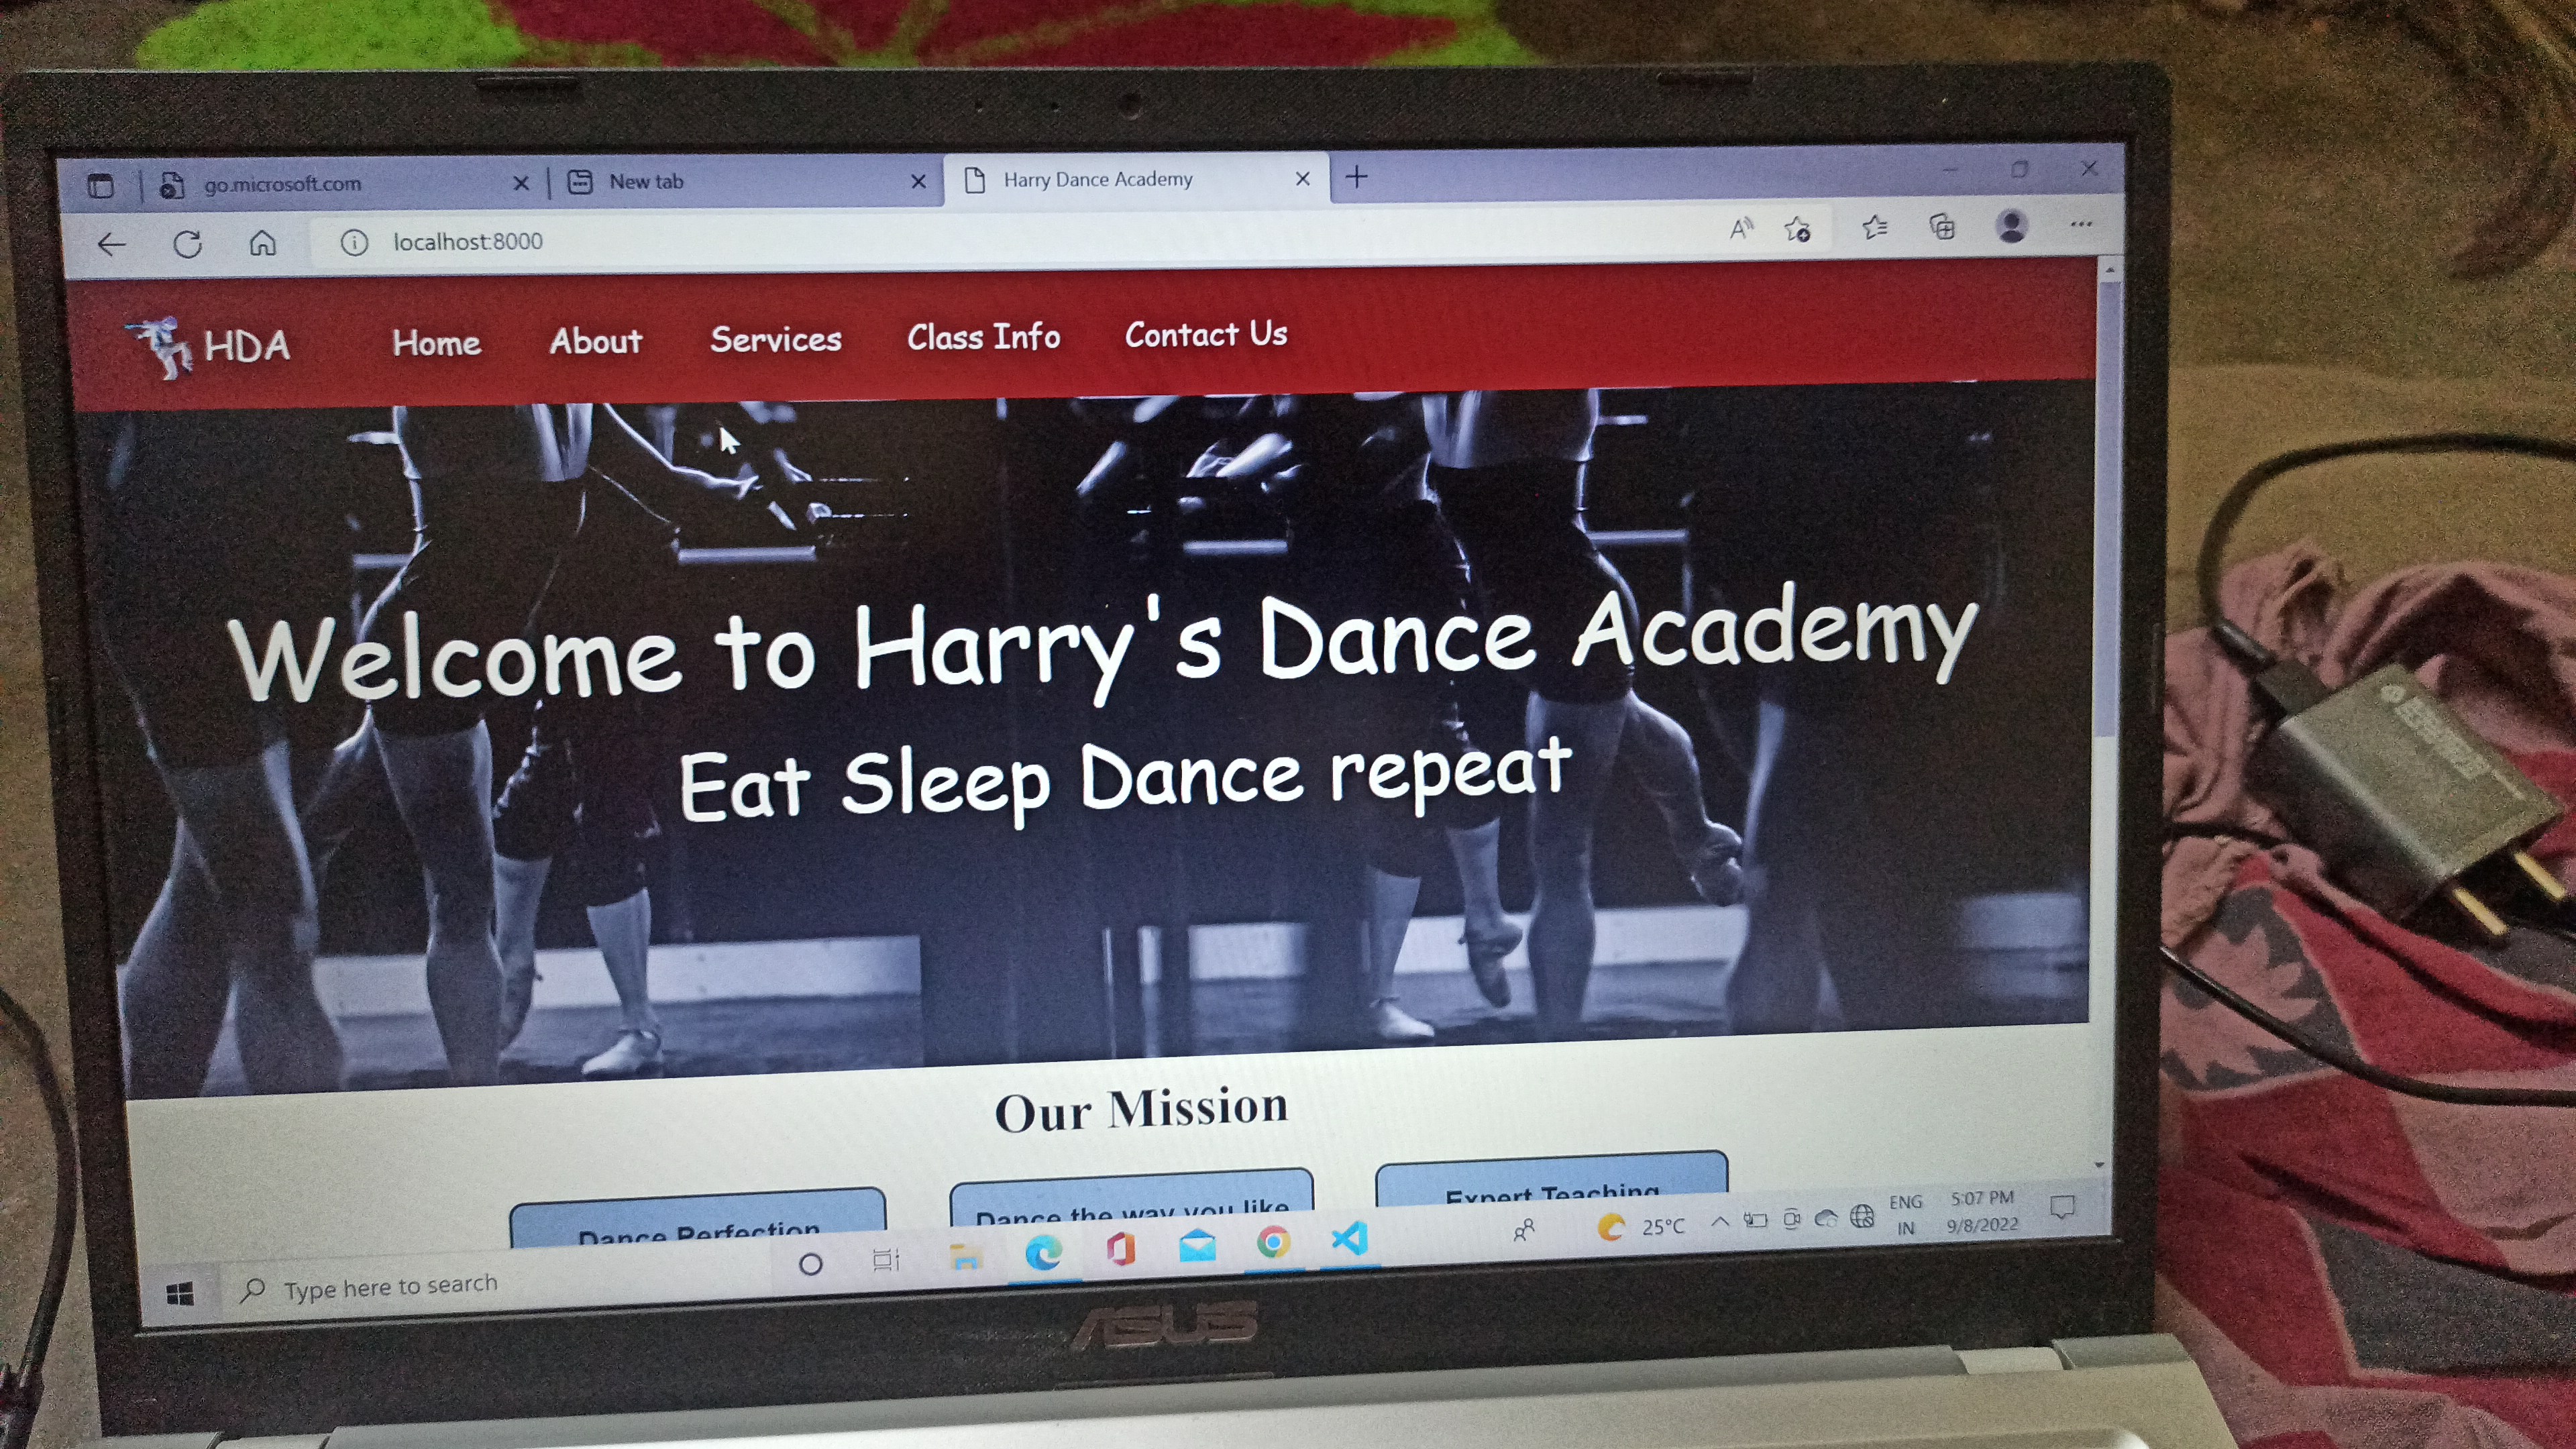 go.microsoft.com
New tab
Harry Dance Academy
localhost:8000
HDA Home About Services Class Info Contact Us
Welcome to Harry's Dance Academy
Eat Sleep Dance repeat
Our Mission
Dance Perfection
Dance the way you like
Expert Teaching
Type here to search
25°C
ENG
IN
5:07 PM
9/8/2022
ASUS